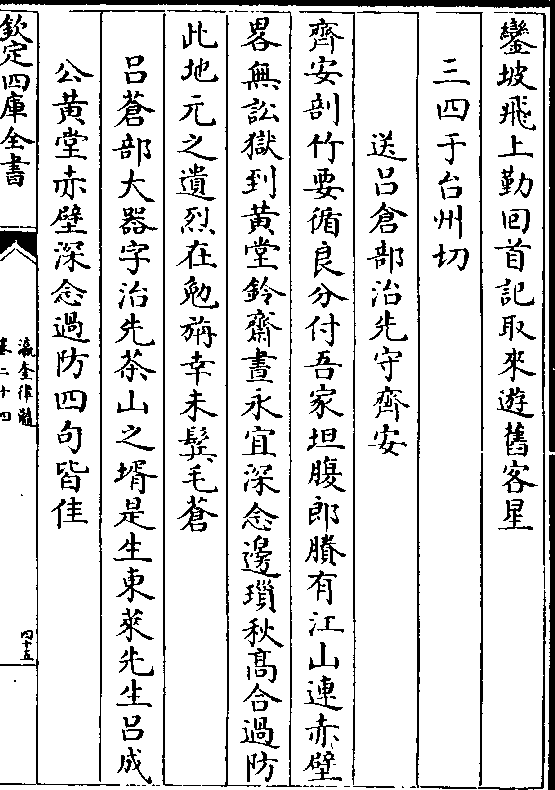 鑾坡飛上勤回首記取來遊舊客星
三四于台州切
送呂倉部治先守齊安
齊安剖竹要循良分付吾家坦腹郎賸有江山連赤壁
畧無訟獄到黃堂鈴齋晝永宜深念邊瑣秋髙合過防
此地元之遺烈在勉旃幸未鬂毛蒼
呂蒼部大器字治先茶山之壻是生東萊先生呂成
公黃堂赤壁深念過防四句皆佳
欽定四庫全書
瀛奎律髓
卷二十四
四十五